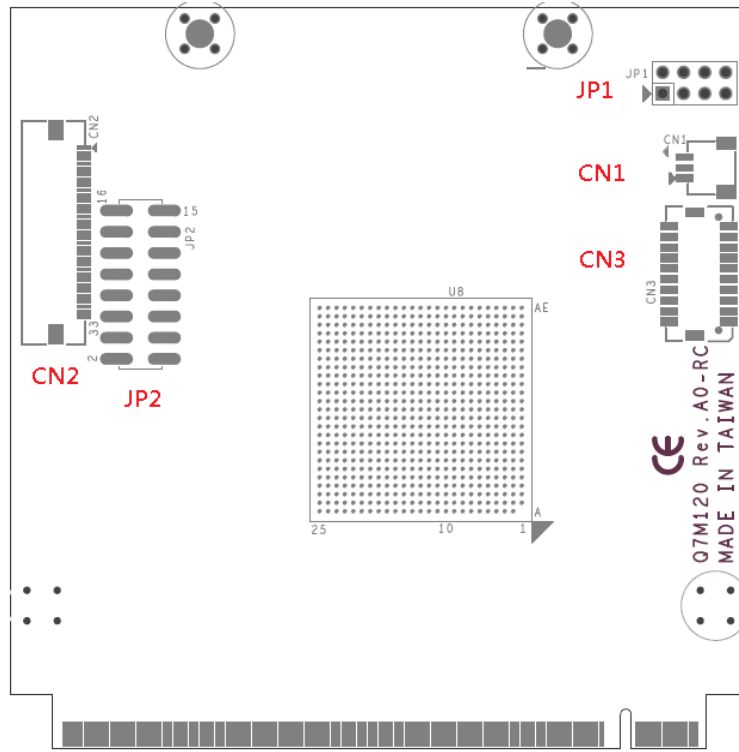 JP1
JP1
CN2
CN1
CN1
16
15
JP2
CN3
CN3
U8
AE
33
2
CN2
JP2
CE
Q7M120 Rev.A0-RC
MADE IN TAIWAN
A
25
10
1